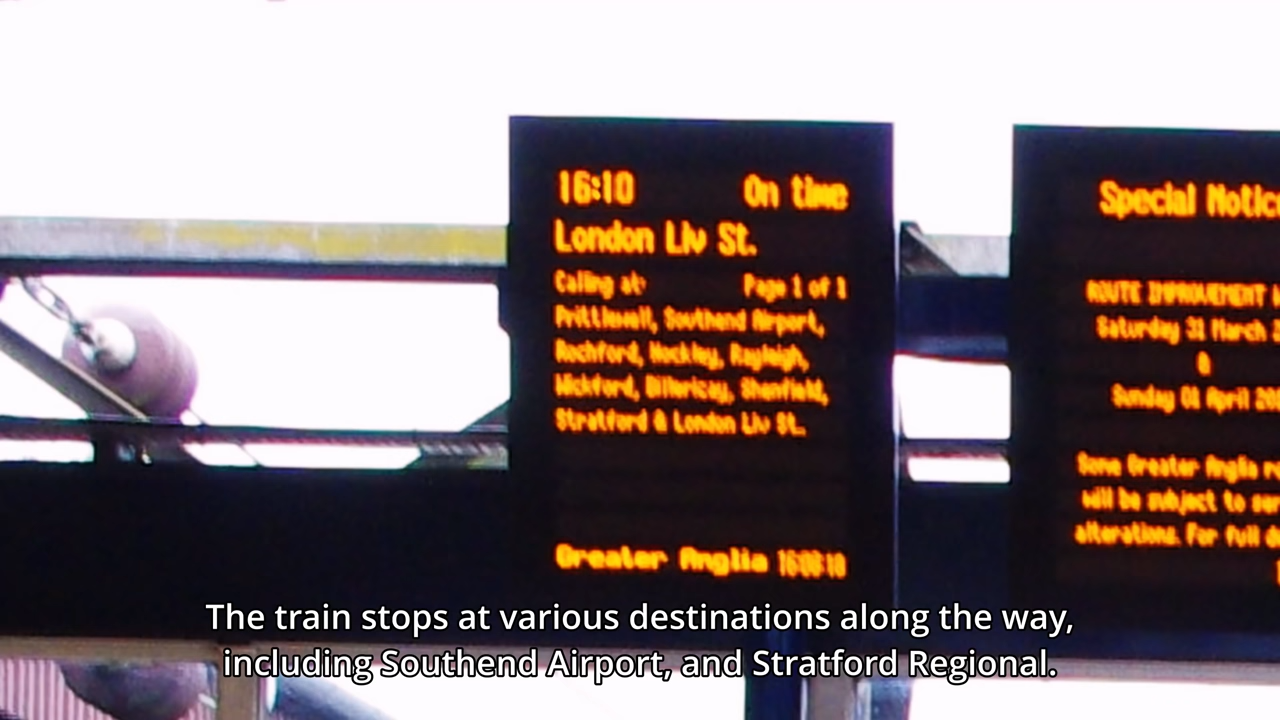 16:10 On time
London Liv St.
Calling at: Page 1 of 1
Prittlewell, Southend Airport,
Rochford, Hockley, Rayleigh,
Wickford, Billericay, Shenfield,
Stratford & London Liv St.
Greater Anglia 16:08:18
Special Notic
ROUTE IMPROVEMENT
Saturday 31 March
&
Sunday 01 April 20
Some Greater Anglia
will be subject to
alterations. For full
The train stops at various destinations along the way,
including Southend Airport, and Stratford Regional.